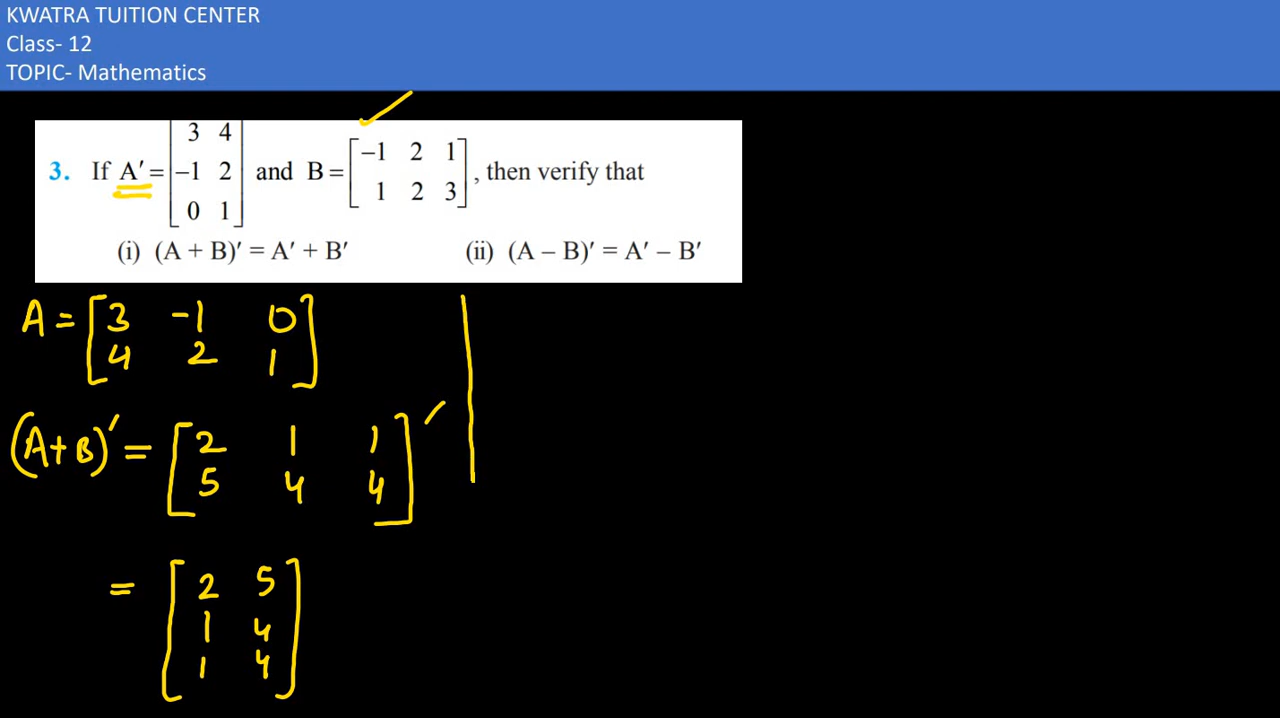 KWATRA TUITION CENTER
Class- 12
TOPIC- Mathematics
3 4
3. If A′ = −1 2 and B = −1 2 1 , then verify that
0 1 1 2 3
(i) (A + B)′ = A′ + B′ (ii) (A – B)′ = A′ – B′
A = [3 -1 0]
[4 2 1]
(A+B)′ = [2 1 1]′
[5 4 4]
= [2 5]
[1 4]
[1 4]